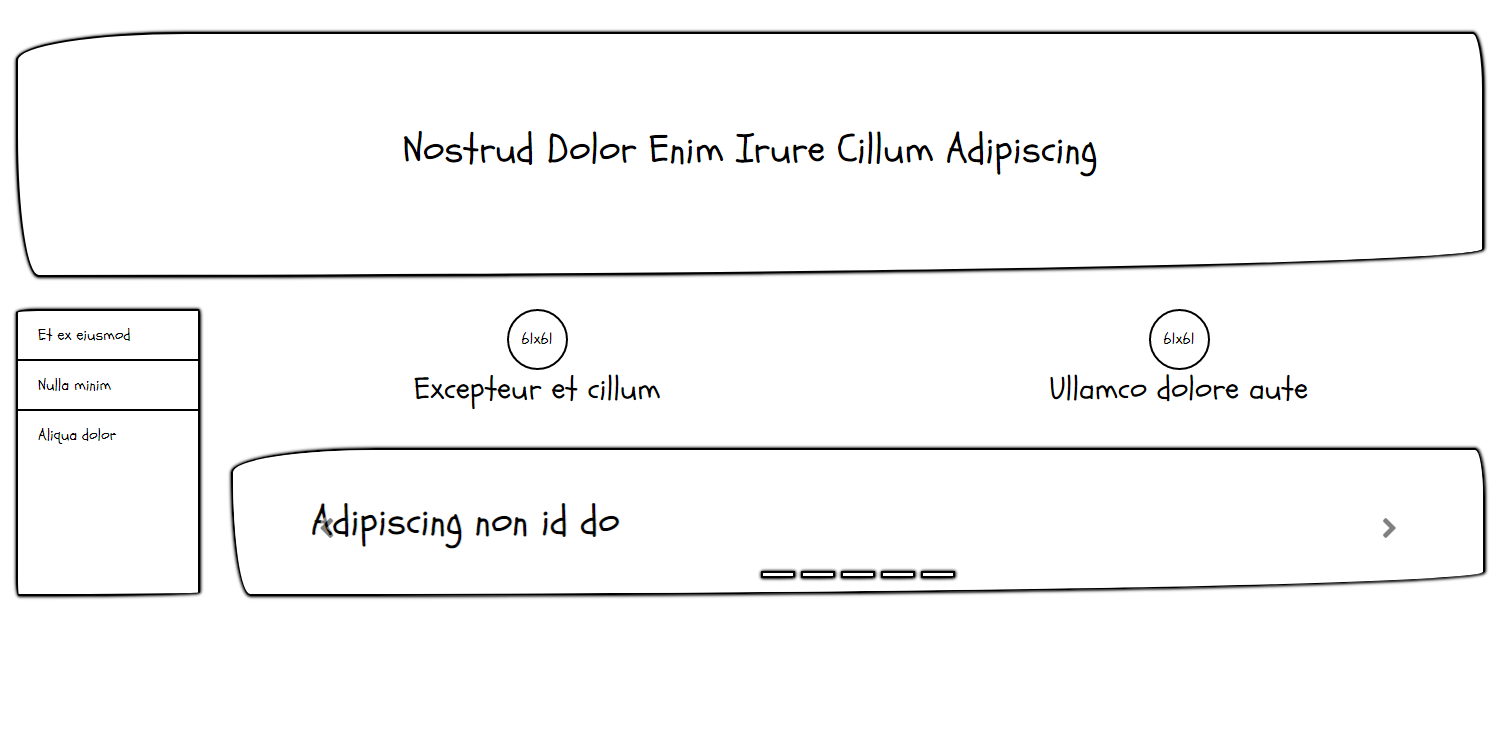 Nostrud Dolor Enim Irure Cillum Adipiscing
Et ex eiusmod
Nulla minim
Aliqua dolor
61x61
Excepteur et cillum
61x61
Ullamco dolore aute
Adipiscing non id do